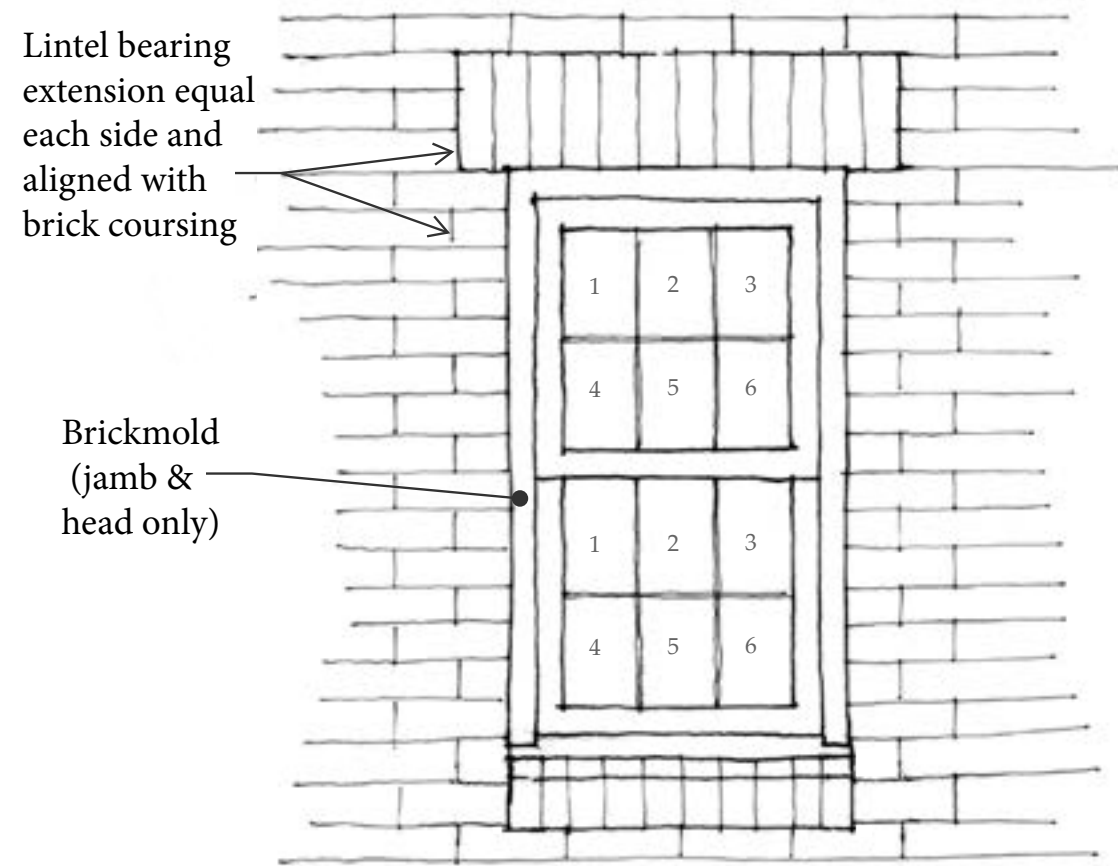 Lintel bearing
extension equal
each side and
aligned with
brick coursing
1 2 3
4 5 6
Brickmold
(jamb &
head only)
1 2 3
4 5 6